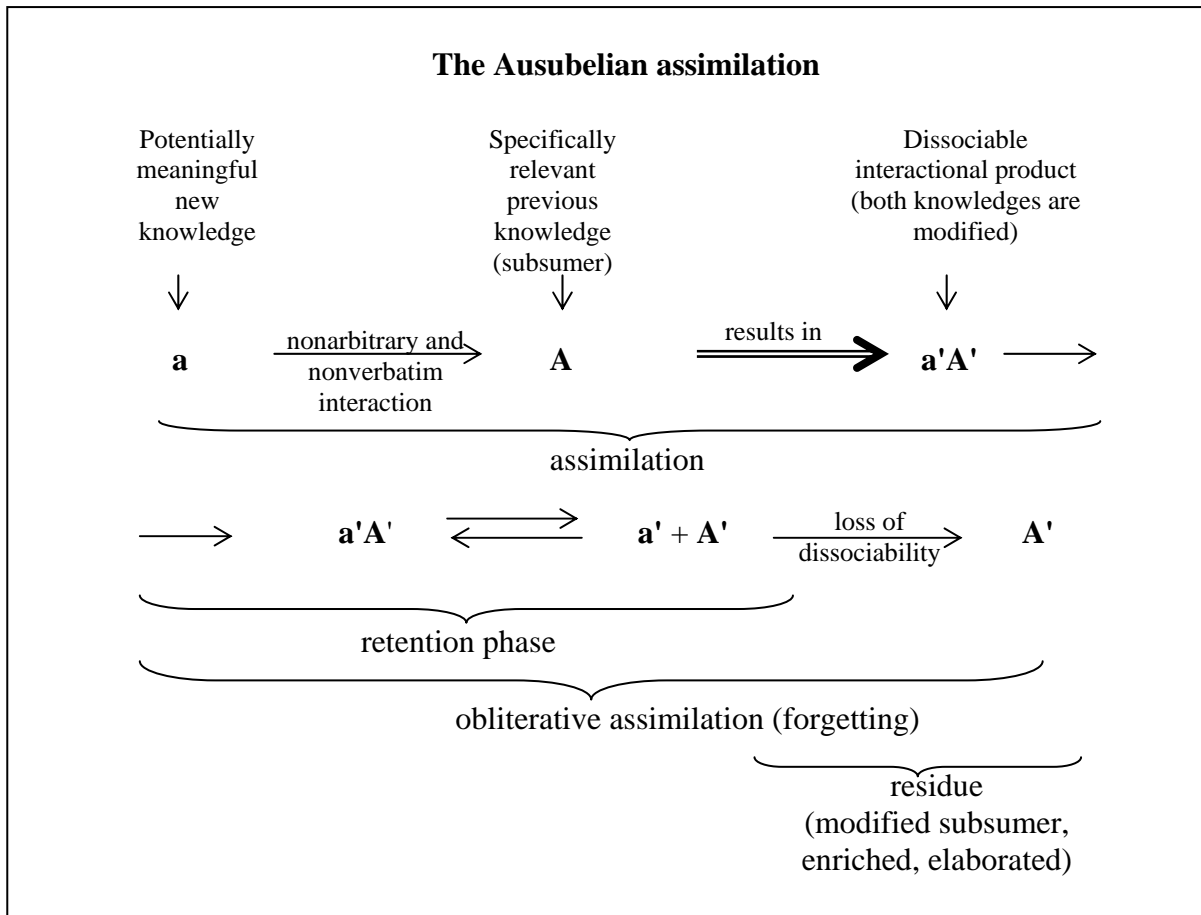 The Ausubelian assimilation
Potentially
meaningful
new
knowledge
Specifically
relevant
previous
knowledge
(subsumer)
Dissociable
interactional product
(both knowledges are
modified)
a
nonarbitrary and
nonverbatim
interaction
A
results in
a'A'
assimilation
a'A'
a' + A'
loss of
dissociability
A'
retention phase
obliterative assimilation (forgetting)
residue
(modified subsumer,
enriched, elaborated)